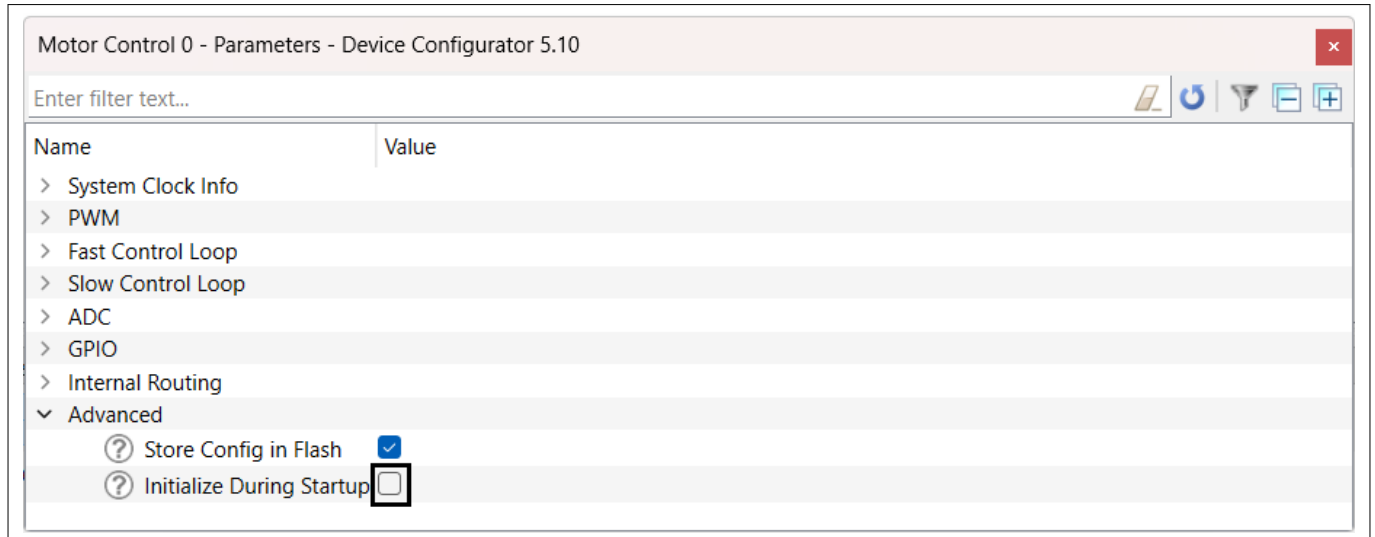 Motor Control 0 - Parameters - Device Configurator 5.10
Enter filter text...
Name Value
System Clock Info
PWM
Fast Control Loop
Slow Control Loop
ADC
GPIO
Internal Routing
Advanced
Store Config in Flash
Initialize During Startup